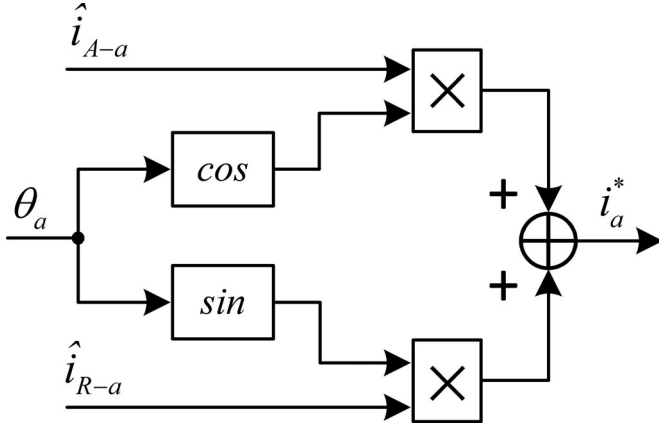 î_{A-a}
×
cos
+
θ_a
i_a^*
+
sin
î_{R-a}
×